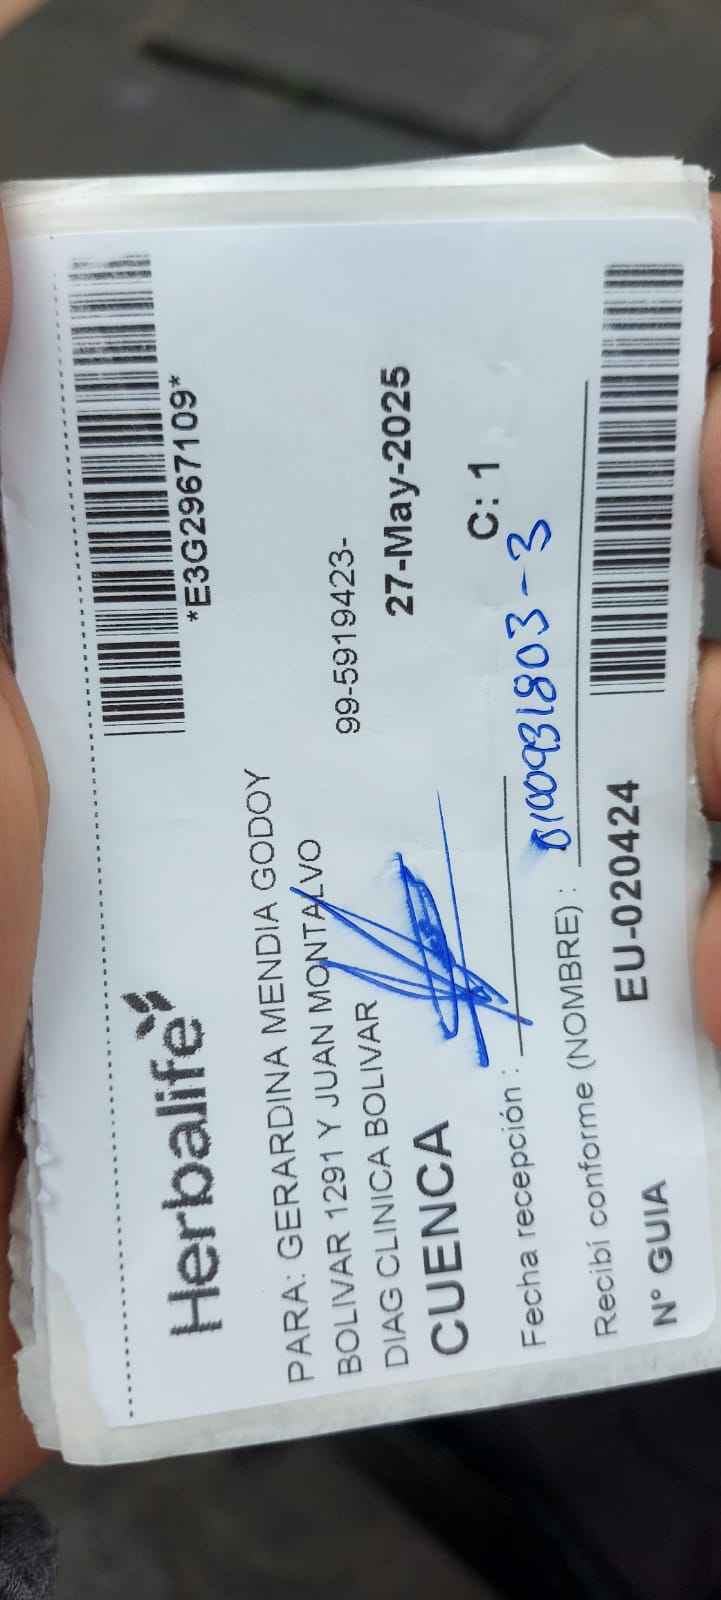 *E3G2967109*
Herbalife
PARA: GERARDINA MENDIA GODOY
BOLIVAR 1291 Y JUAN MONTALVO
99-5919423-
DIAG CLINICA BOLIVAR
27-May-2025
CUENCA
C: 1
Fecha recepción :
Recibí conforme (NOMBRE) : 0100931803-3
N° GUIA EU-020424